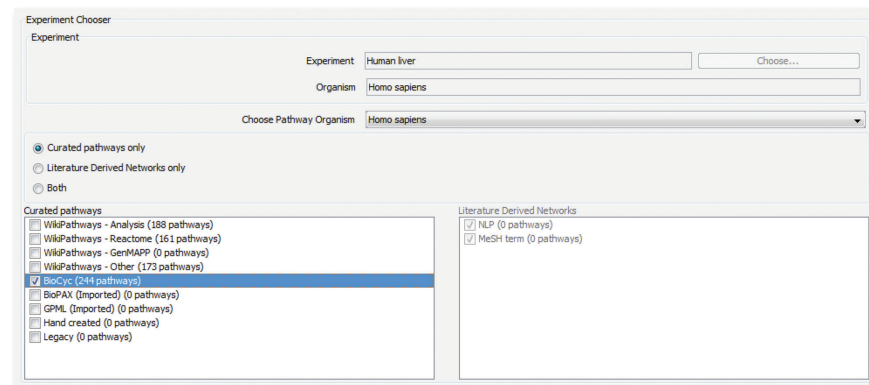 Experiment Chooser
Experiment
Experiment Human liver Choose...
Organism Homo sapiens
Choose Pathway Organism Homo sapiens
Curated pathways only
Literature Derived Networks only
Both
Curated pathways
WikiPathways - Analysis (188 pathways)
WikiPathways - Reactome (161 pathways)
WikiPathways - GenMAPP (0 pathways)
WikiPathways - Other (173 pathways)
BioCyc (244 pathways)
BioPAX (Imported) (0 pathways)
GPML (Imported) (0 pathways)
Hand created (0 pathways)
Legacy (0 pathways)
Literature Derived Networks
NLP (0 pathways)
MeSH term (0 pathways)